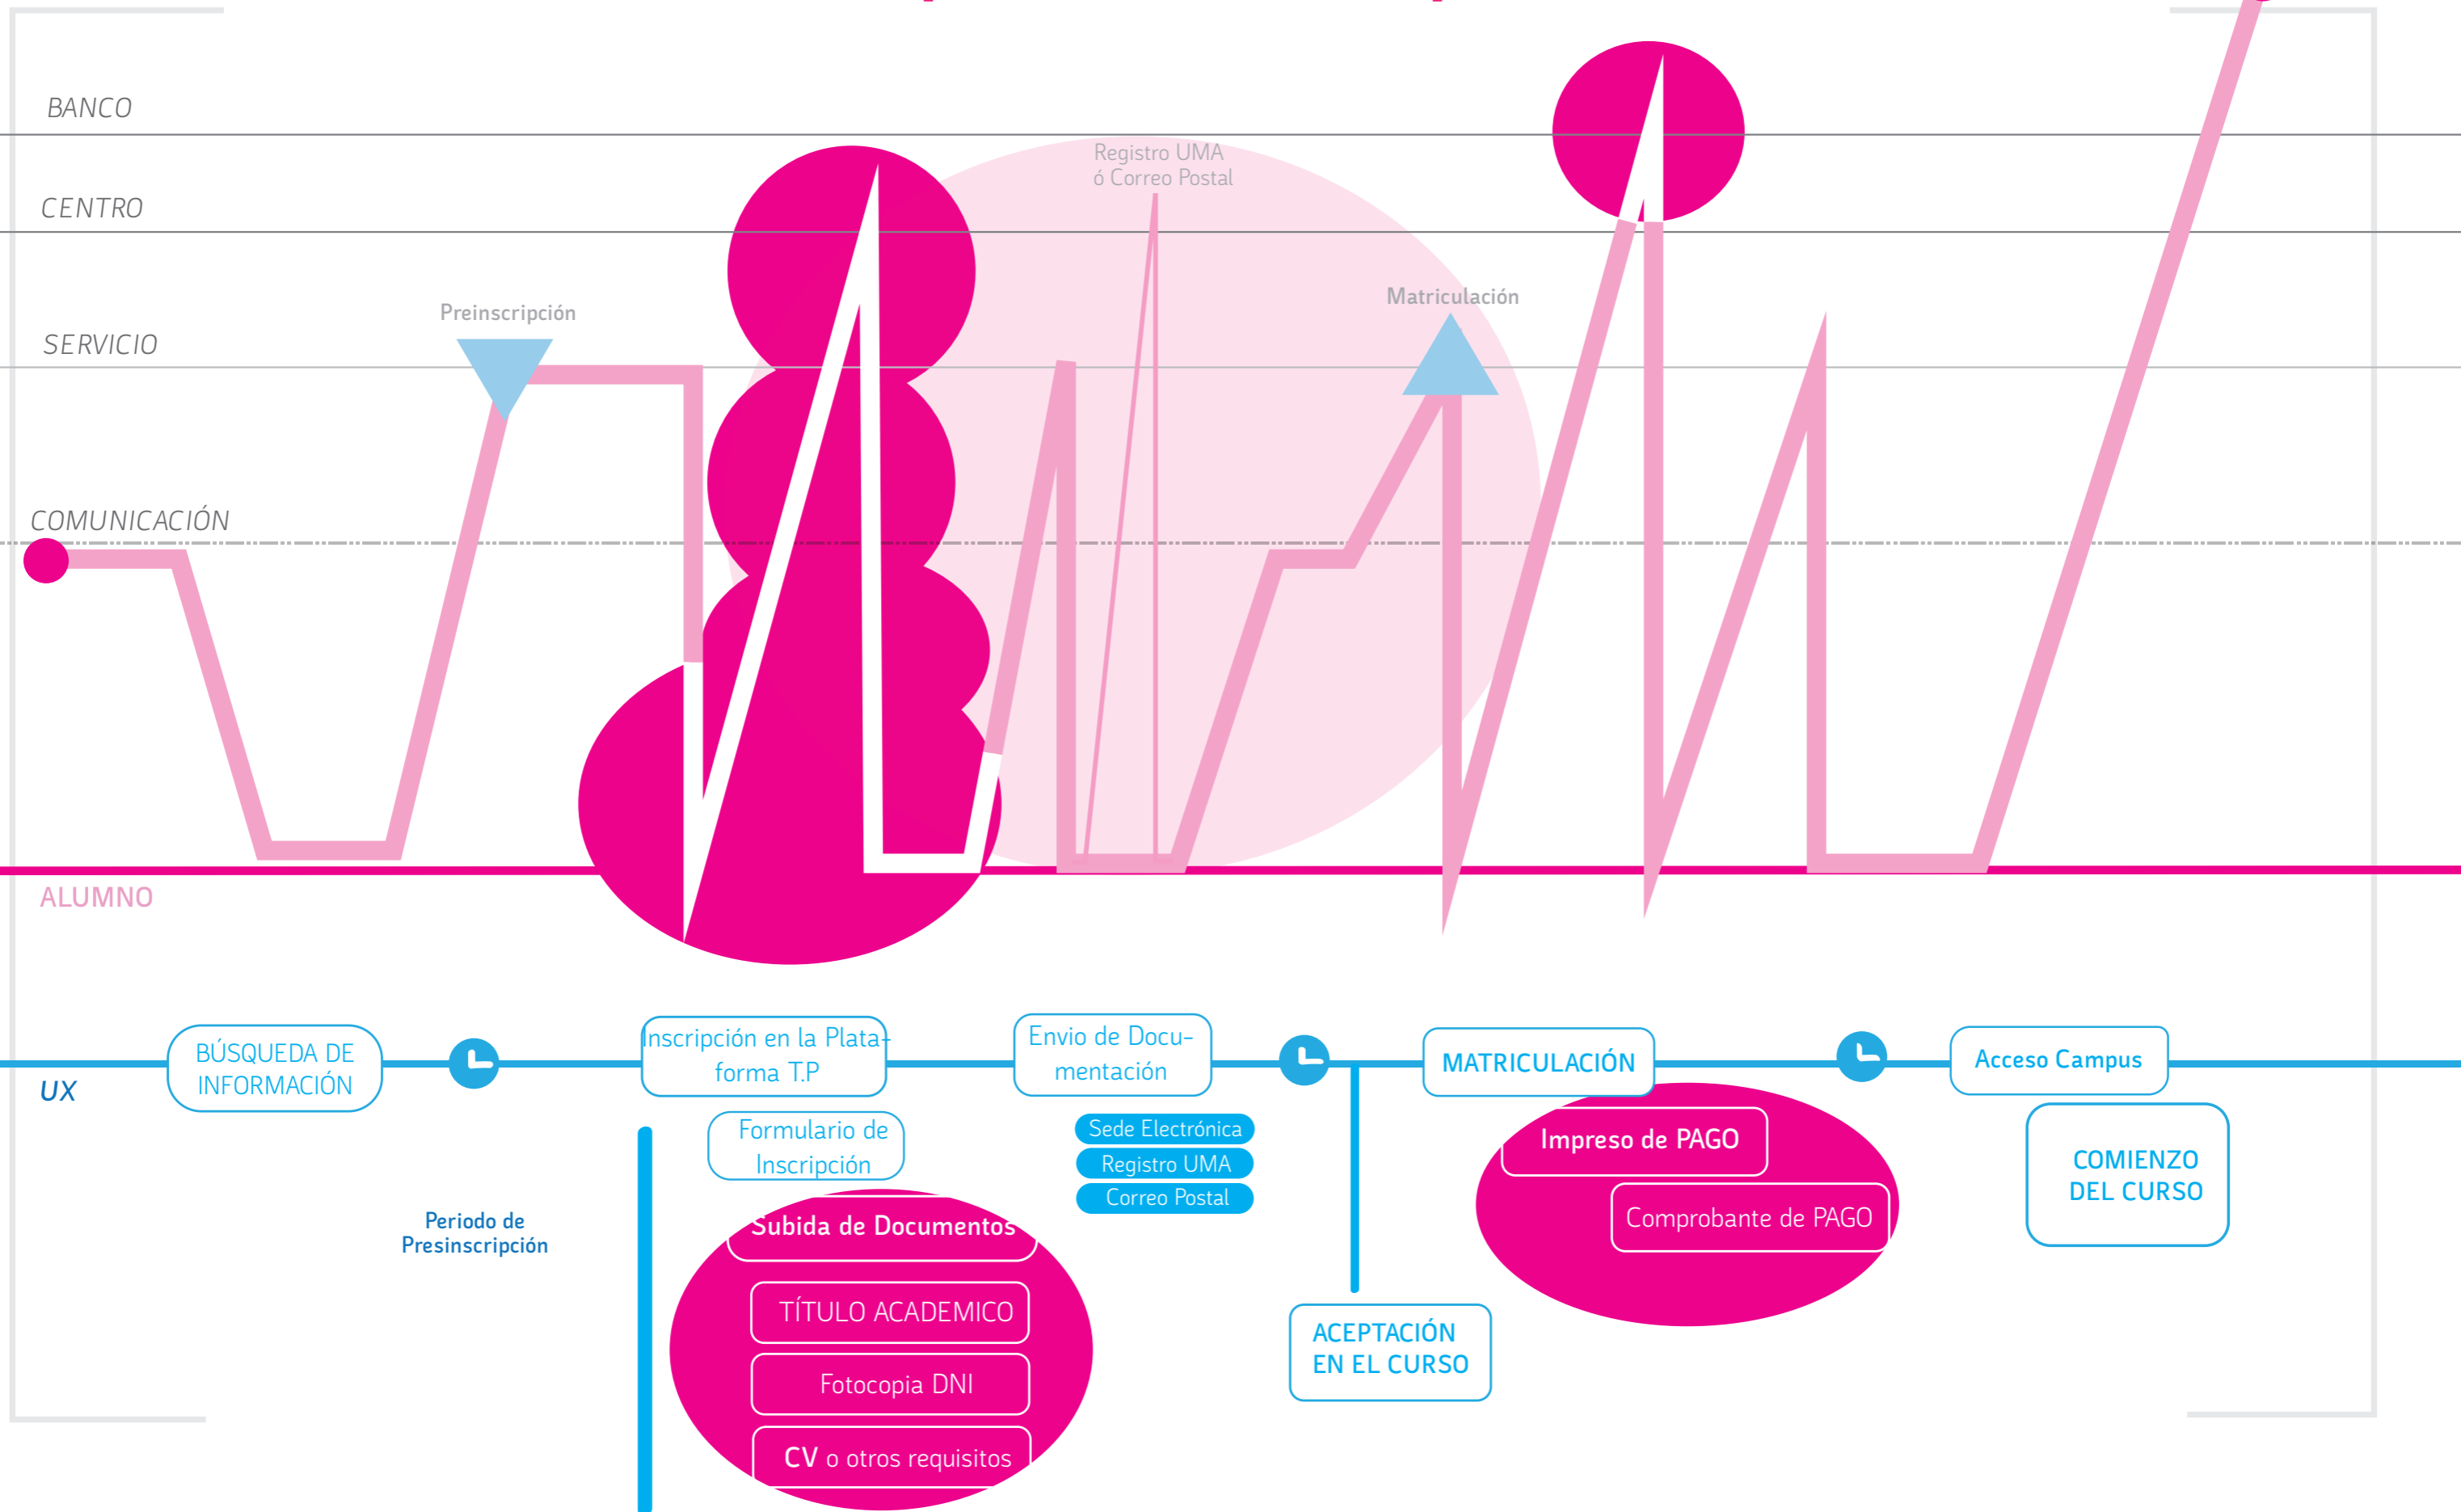 BANCO
Registro UMA
ó Correo Postal
CENTRO
Matriculación
Preinscripción
SERVICIO
COMUNICACIÓN
ALUMNO
BÚSQUEDA DE
INFORMACIÓN
Inscripción en la Plata-
forma T.P
Envio de Docu-
mentación
MATRICULACIÓN
Acceso Campus
UX
Formulario de
Inscripción
Sede Electrónica
Registro UMA
Correo Postal
Impreso de PAGO
Comprobante de PAGO
COMIENZO
DEL CURSO
Periodo de
Presinscripción
Subida de Documentos
TÍTULO ACADEMICO
Fotocopia DNI
CV o otros requisitos
ACEPTACIÓN
EN EL CURSO